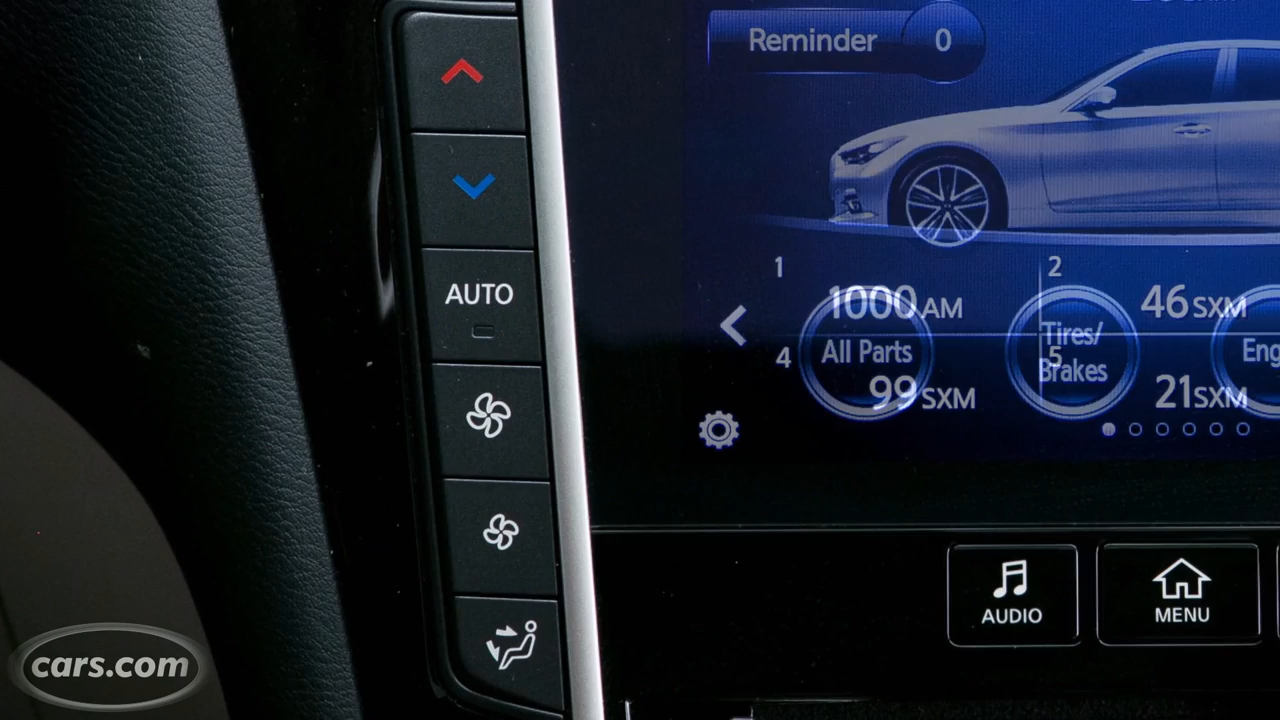 Reminder 0
AUTO
1 2
1000 AM 46 SXM
All Parts Tires/
Brakes
4 5
99 SXM 21 SXM
AUDIO MENU
cars.com